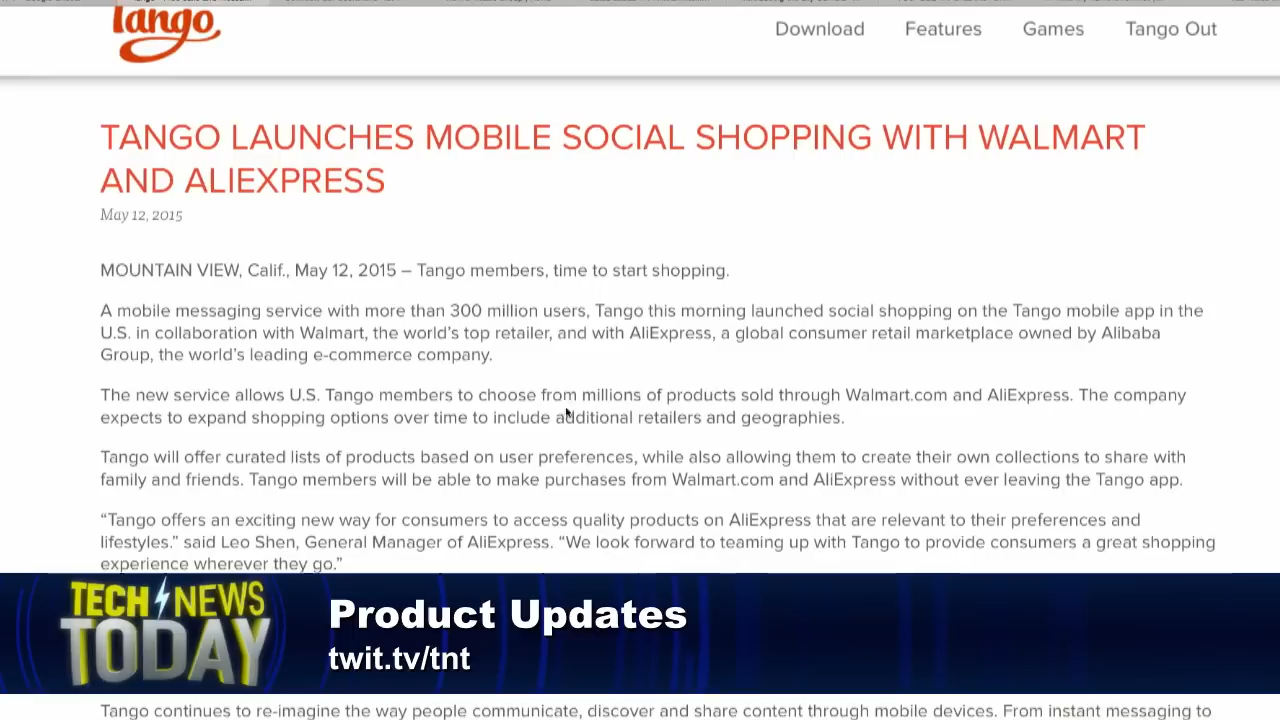 Tango
Download
Features
Games
Tango Out
TANGO LAUNCHES MOBILE SOCIAL SHOPPING WITH WALMART
AND ALIEXPRESS
May 12, 2015
MOUNTAIN VIEW, Calif., May 12, 2015 – Tango members, time to start shopping.
A mobile messaging service with more than 300 million users, Tango this morning launched social shopping on the Tango mobile app in the
U.S. in collaboration with Walmart, the world's top retailer, and with AliExpress, a global consumer retail marketplace owned by Alibaba
Group, the world's leading e-commerce company.
The new service allows U.S. Tango members to choose from millions of products sold through Walmart.com and AliExpress. The company
expects to expand shopping options over time to include additional retailers and geographies.
Tango will offer curated lists of products based on user preferences, while also allowing them to create their own collections to share with
family and friends. Tango members will be able to make purchases from Walmart.com and AliExpress without ever leaving the Tango app.
“Tango offers an exciting new way for consumers to access quality products on AliExpress that are relevant to their preferences and
lifestyles.” said Leo Shen, General Manager of AliExpress. “We look forward to teaming up with Tango to provide consumers a great shopping
experience wherever they go.”
TECH NEWS
TODAY
Product Updates
twit.tv/tnt
Tango continues to re-imagine the way people communicate, discover and share content through mobile devices. From instant messaging to